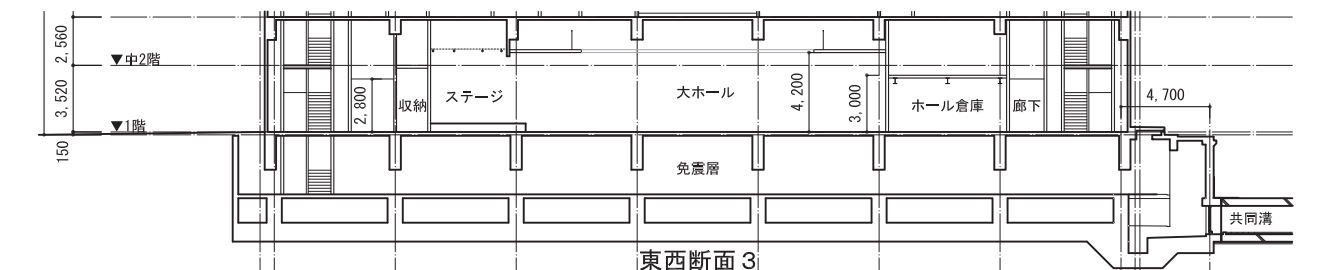 2,560
▼中2階
3,520
2,800
収納
ステージ
大ホール
4,200
3,000
ホール倉庫
廊下
4,700
▼1階
150
免震層
共同溝
東西断面3